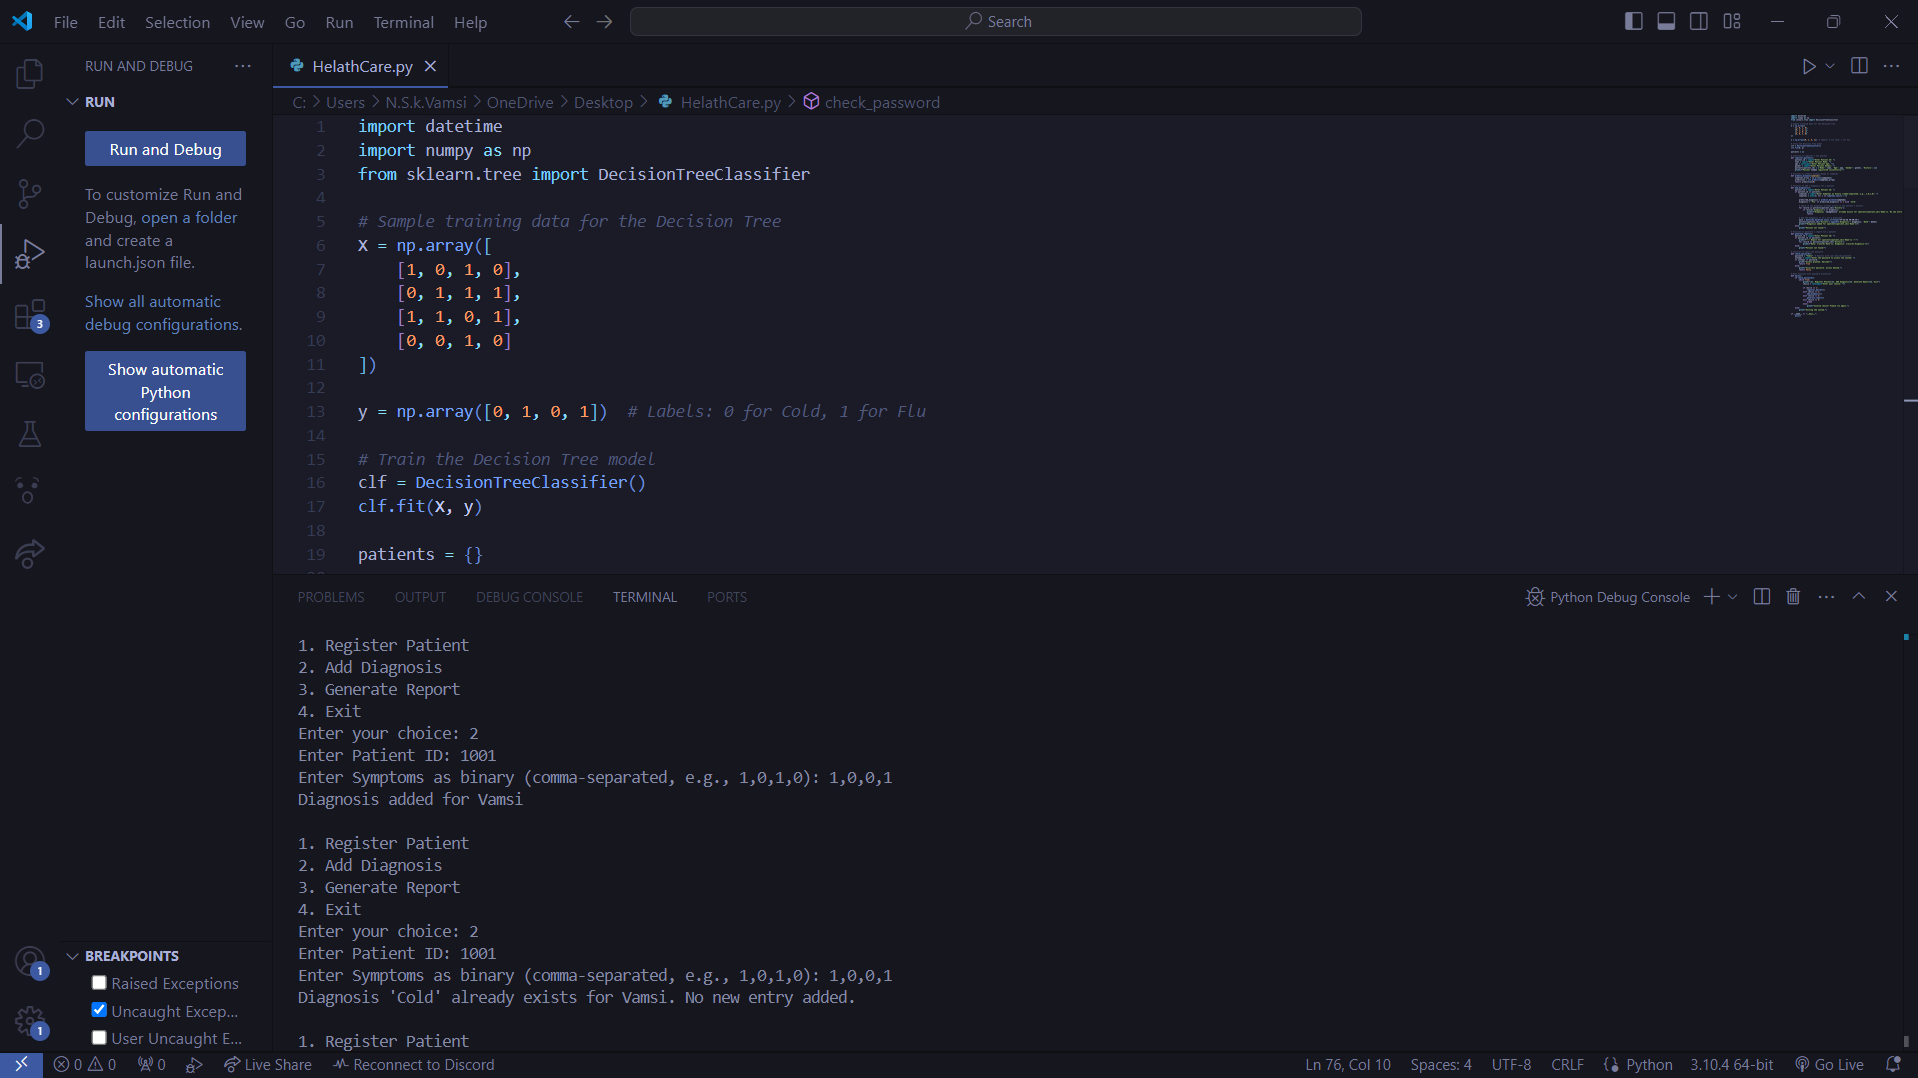 File Edit Selection View Go Run Terminal Help
Search
RUN AND DEBUG
RUN
Run and Debug
To customize Run and
Debug, open a folder
and create a
launch.json file.
Show all automatic
debug configurations.
Show automatic
Python
configurations
3
BREAKPOINTS
Raised Exceptions
Uncaught Excep...
User Uncaught E...
1
1
HelathCare.py
C: > Users > N.S.k.Vamsi > OneDrive > Desktop > HelathCare.py > check_password
1 import datetime
2 import numpy as np
3 from sklearn.tree import DecisionTreeClassifier
4
5 # Sample training data for the Decision Tree
6 X = np.array([
7     [1, 0, 1, 0],
8     [0, 1, 1, 1],
9     [1, 1, 0, 1],
10     [0, 0, 1, 0]
11 ])
12
13 y = np.array([0, 1, 0, 1])  # Labels: 0 for Cold, 1 for Flu
14
15 # Train the Decision Tree model
16 clf = DecisionTreeClassifier()
17 clf.fit(X, y)
18
19 patients = {}
PROBLEMS OUTPUT DEBUG CONSOLE TERMINAL PORTS
Python Debug Console
1. Register Patient
2. Add Diagnosis
3. Generate Report
4. Exit
Enter your choice: 2
Enter Patient ID: 1001
Enter Symptoms as binary (comma-separated, e.g., 1,0,1,0): 1,0,0,1
Diagnosis added for Vamsi
1. Register Patient
2. Add Diagnosis
3. Generate Report
4. Exit
Enter your choice: 2
Enter Patient ID: 1001
Enter Symptoms as binary (comma-separated, e.g., 1,0,1,0): 1,0,0,1
Diagnosis 'Cold' already exists for Vamsi. No new entry added.
1. Register Patient
0 0 0 Live Share Reconnect to Discord Ln 76, Col 10 Spaces: 4 UTF-8 CRLF Python 3.10.4 64-bit Go Live